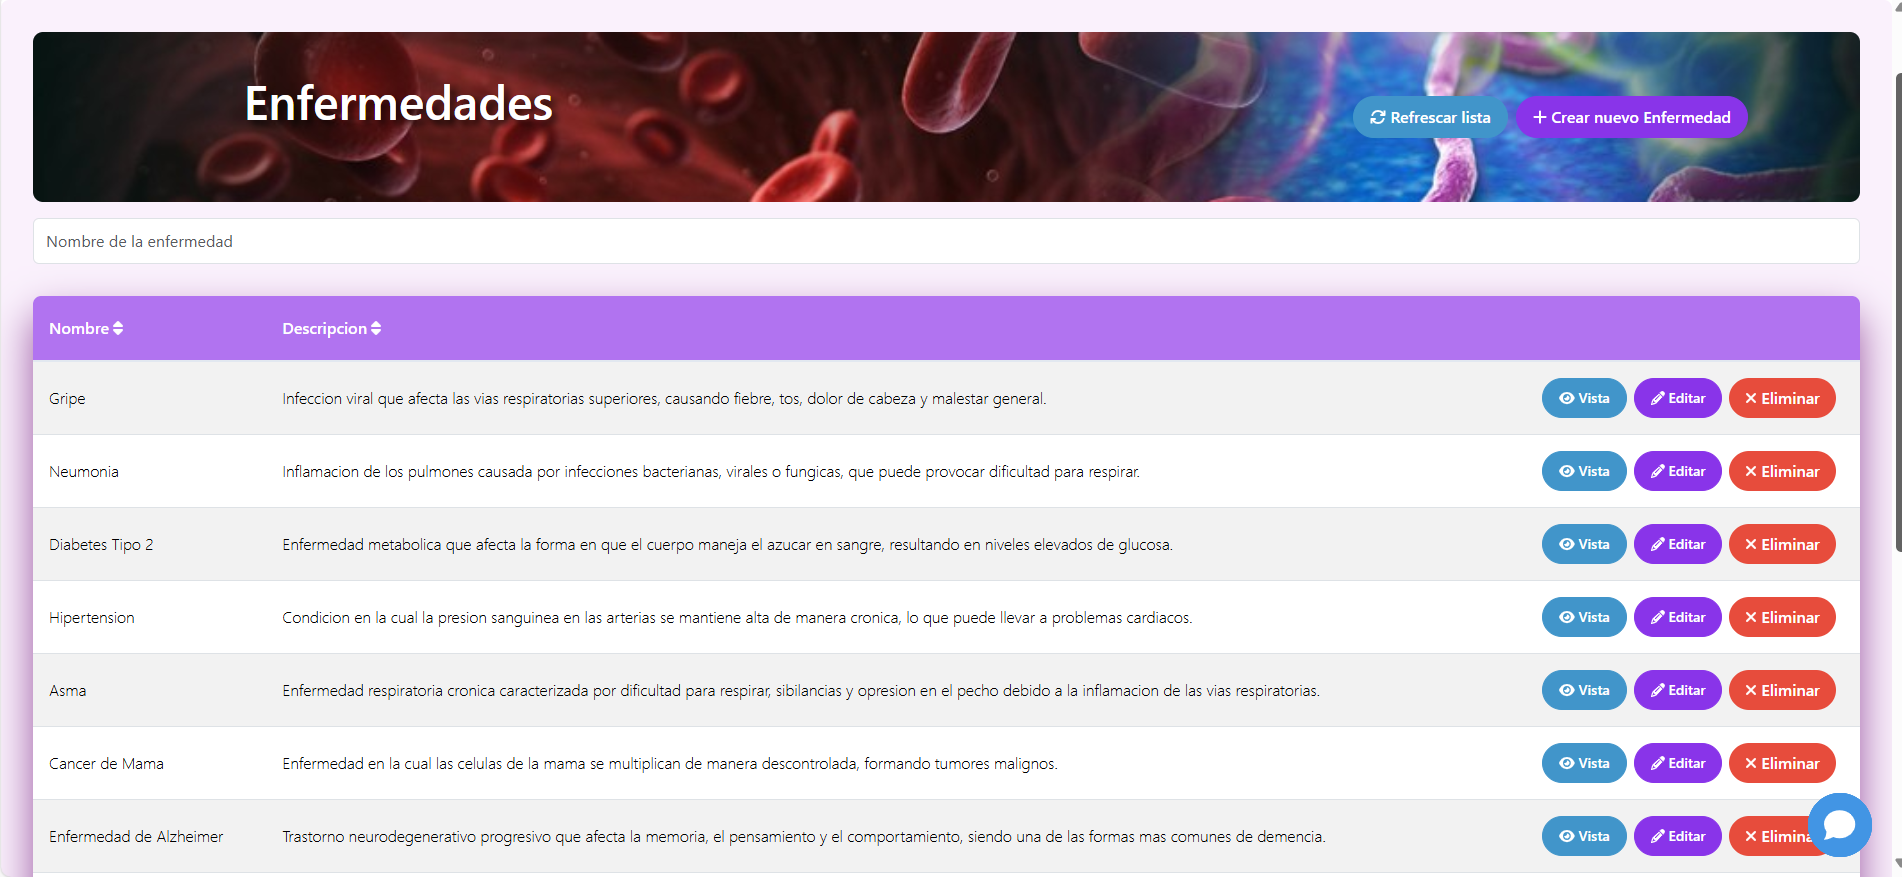 Enfermedades
Refrescar lista
Crear nuevo Enfermedad
Nombre de la enfermedad
Nombre Descripcion
Gripe Infeccion viral que afecta las vias respiratorias superiores, causando fiebre, tos, dolor de cabeza y malestar general. Vista Editar Eliminar
Neumonia Inflamacion de los pulmones causada por infecciones bacterianas, virales o fungicas, que puede provocar dificultad para respirar. Vista Editar Eliminar
Diabetes Tipo 2 Enfermedad metabolica que afecta la forma en que el cuerpo maneja el azucar en sangre, resultando en niveles elevados de glucosa. Vista Editar Eliminar
Hipertension Condicion en la cual la presion sanguinea en las arterias se mantiene alta de manera cronica, lo que puede llevar a problemas cardiacos. Vista Editar Eliminar
Asma Enfermedad respiratoria cronica caracterizada por dificultad para respirar, sibilancias y opresion en el pecho debido a la inflamacion de las vias respiratorias. Vista Editar Eliminar
Cancer de Mama Enfermedad en la cual las celulas de la mama se multiplican de manera descontrolada, formando tumores malignos. Vista Editar Eliminar
Enfermedad de Alzheimer Trastorno neurodegenerativo progresivo que afecta la memoria, el pensamiento y el comportamiento, siendo una de las formas mas comunes de demencia. Vista Editar Elimina